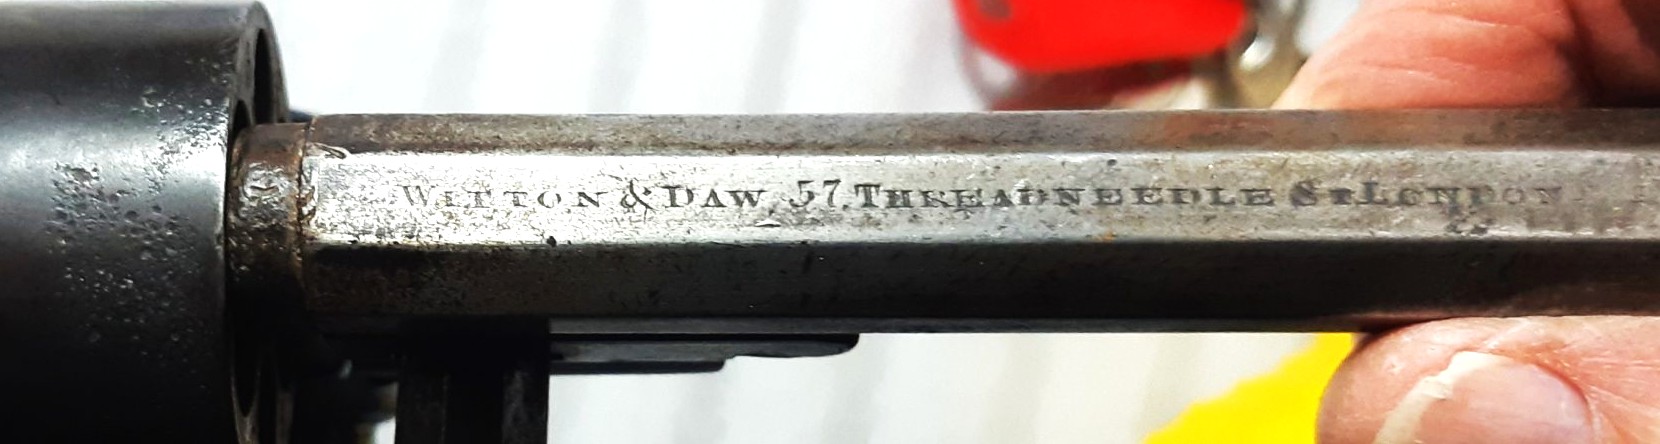 WITTON & DAW, 57, THREADNEEDLE ST LONDON